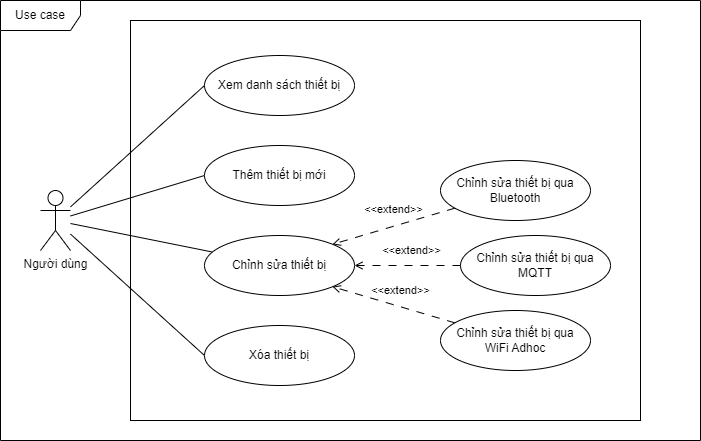 Use case
Xem danh sách thiết bị
Thêm thiết bị mới
Chỉnh sửa thiết bị qua
Bluetooth
<<extend>>
Người dùng
Chỉnh sửa thiết bị
<<extend>>
Chỉnh sửa thiết bị qua
MQTT
<<extend>>
Chỉnh sửa thiết bị qua
WiFi Adhoc
Xóa thiết bị